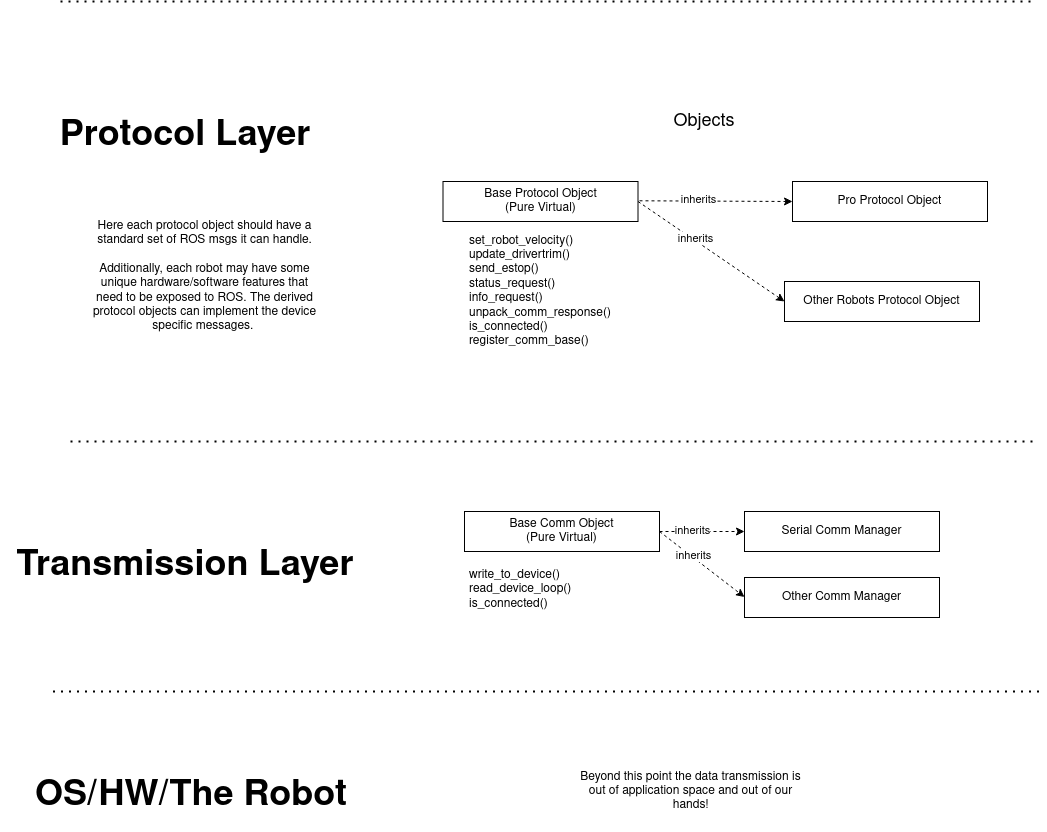 Protocol Layer
Objects
Here each protocol object should have a
standard set of ROS msgs it can handle.
Additionally, each robot may have some
unique hardware/software features that
need to be exposed to ROS. The derived
protocol objects can implement the device
specific messages.
Base Protocol Object
(Pure Virtual)
inherits
Pro Protocol Object
inherits
Other Robots Protocol Object
set_robot_velocity()
update_drivertrim()
send_estop()
status_request()
info_request()
unpack_comm_response()
is_connected()
register_comm_base()
Transmission Layer
Base Comm Object
(Pure Virtual)
inherits
Serial Comm Manager
inherits
Other Comm Manager
write_to_device()
read_device_loop()
is_connected()
OS/HW/The Robot
Beyond this point the data transmission is
out of application space and out of our
hands!